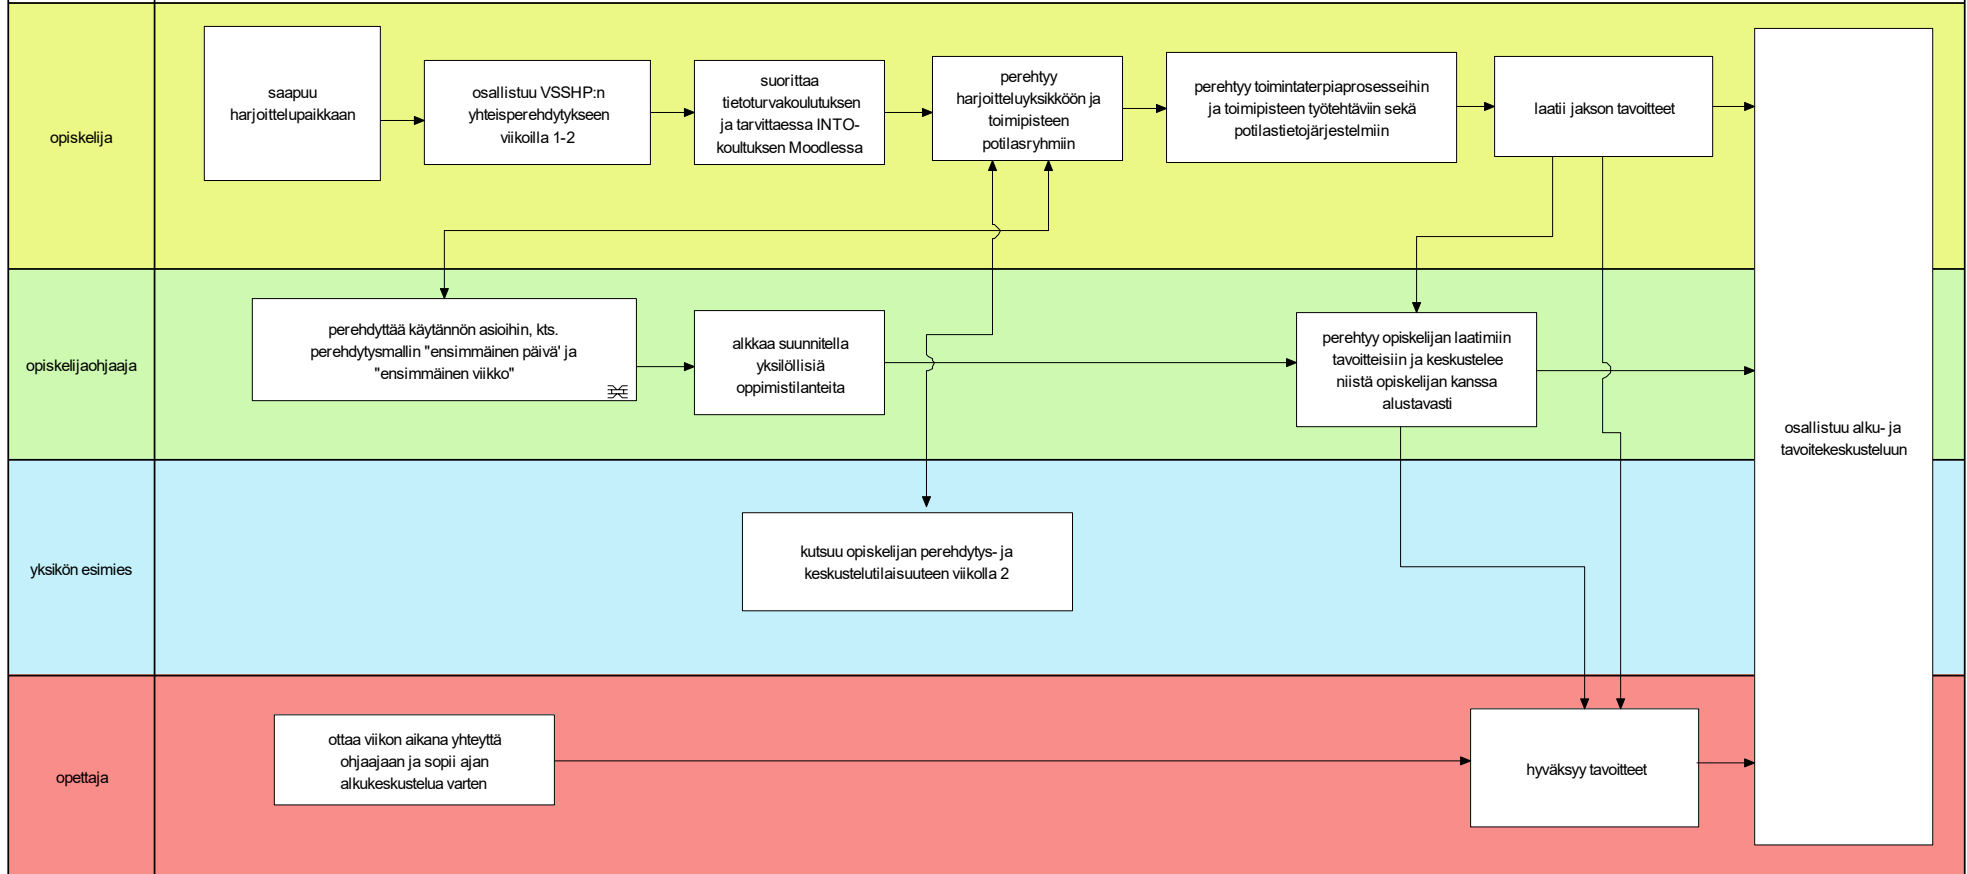 opiskelija
saapuu
harjoittelupaikkaan
osallistuu VSSHP:n
yhteisperehdytykseen
viikoilla 1-2
suorittaa
tietoturvakoulutuksen
ja tarvittaessa INTO-
koultuksen Moodlessa
perehtyy
harjoitteluyksikköön ja
toimipisteen
potilasryhmiin
perehtyy toimintaterpiaprosesseihin
ja toimipisteen työtehtäviin sekä
potilastietojärjestelmiin
laatii jakson tavoitteet
opiskelijaohjaaja
perehdyttää käytännön asioihin, kts.
perehdytysmallin "ensimmäinen päivä' ja
"ensimmäinen viikko"
alkkaa suunnitella
yksilöllisiä
oppimistilanteita
perehtyy opiskelijan laatimiin
tavoitteisiin ja keskustelee
niistä opiskelijan kanssa
alustavasti
osallistuu alku- ja
tavoitekeskusteluun
yksikön esimies
kutsuu opiskelijan perehdytys- ja
keskustelutilaisuuteen viikolla 2
opettaja
ottaa viikon aikana yhteyttä
ohjaajaan ja sopii ajan
alkukeskustelua varten
hyväksyy tavoitteet